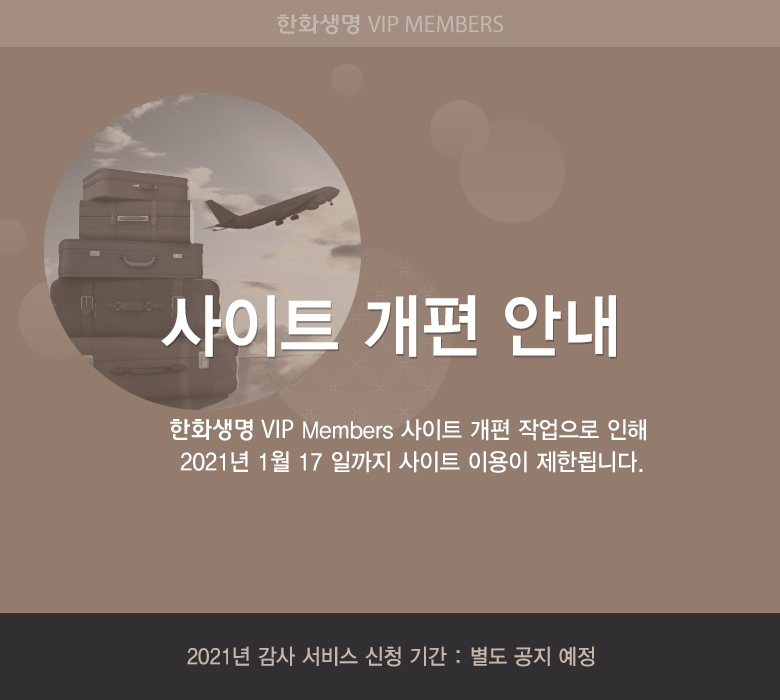 한화생명 VIP MEMBERS
사이트 개편 안내
한화생명 VIP Members 사이트 개편 작업으로 인해
2021년 1월 17 일까지 사이트 이용이 제한됩니다.
2021년 감사 서비스 신청 기간 : 별도 공지 예정